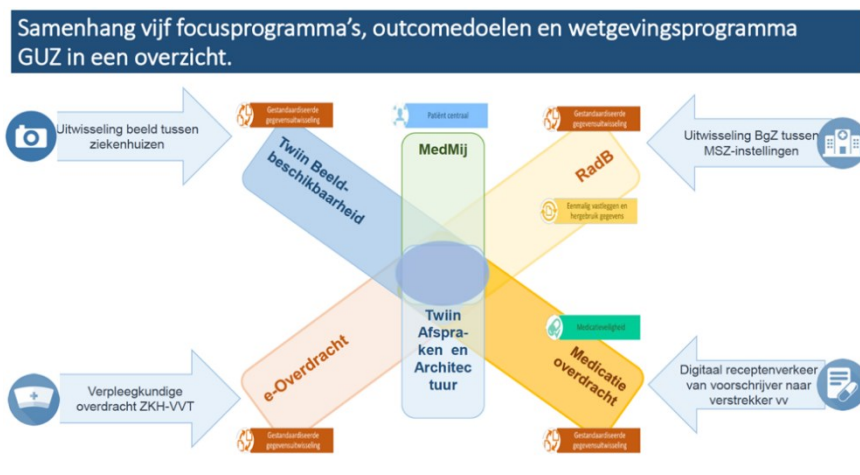 Samenhang vijf focusprogramma's, outcomedoelen en wetgevingsprogramma
GUZ in een overzicht.
Gestandaardiseerde
gegevensuitwisseling
Patiënt centraal
Gestandaardiseerde
gegevensuitwisseling
Uitwisseling beeld tussen
ziekenhuizen
Twiin Beeld-
beschikbaarheid
MedMij
RadB
Uitwisseling BgZ tussen
MSZ-instellingen
Eenmalig vastleggen en
hergebruik gegevens
Verpleegkundige
overdracht ZKH-VVT
e-Overdracht
Twiin
Afspra-
ken en
Architec
tuur
Medicatieveiligheid
Medicatie
overdracht
Digitaal receptenverkeer
van voorschrijver naar
verstrekker vv
Gestandaardiseerde
gegevensuitwisseling
Gestandaardiseerde
gegevensuitwisseling